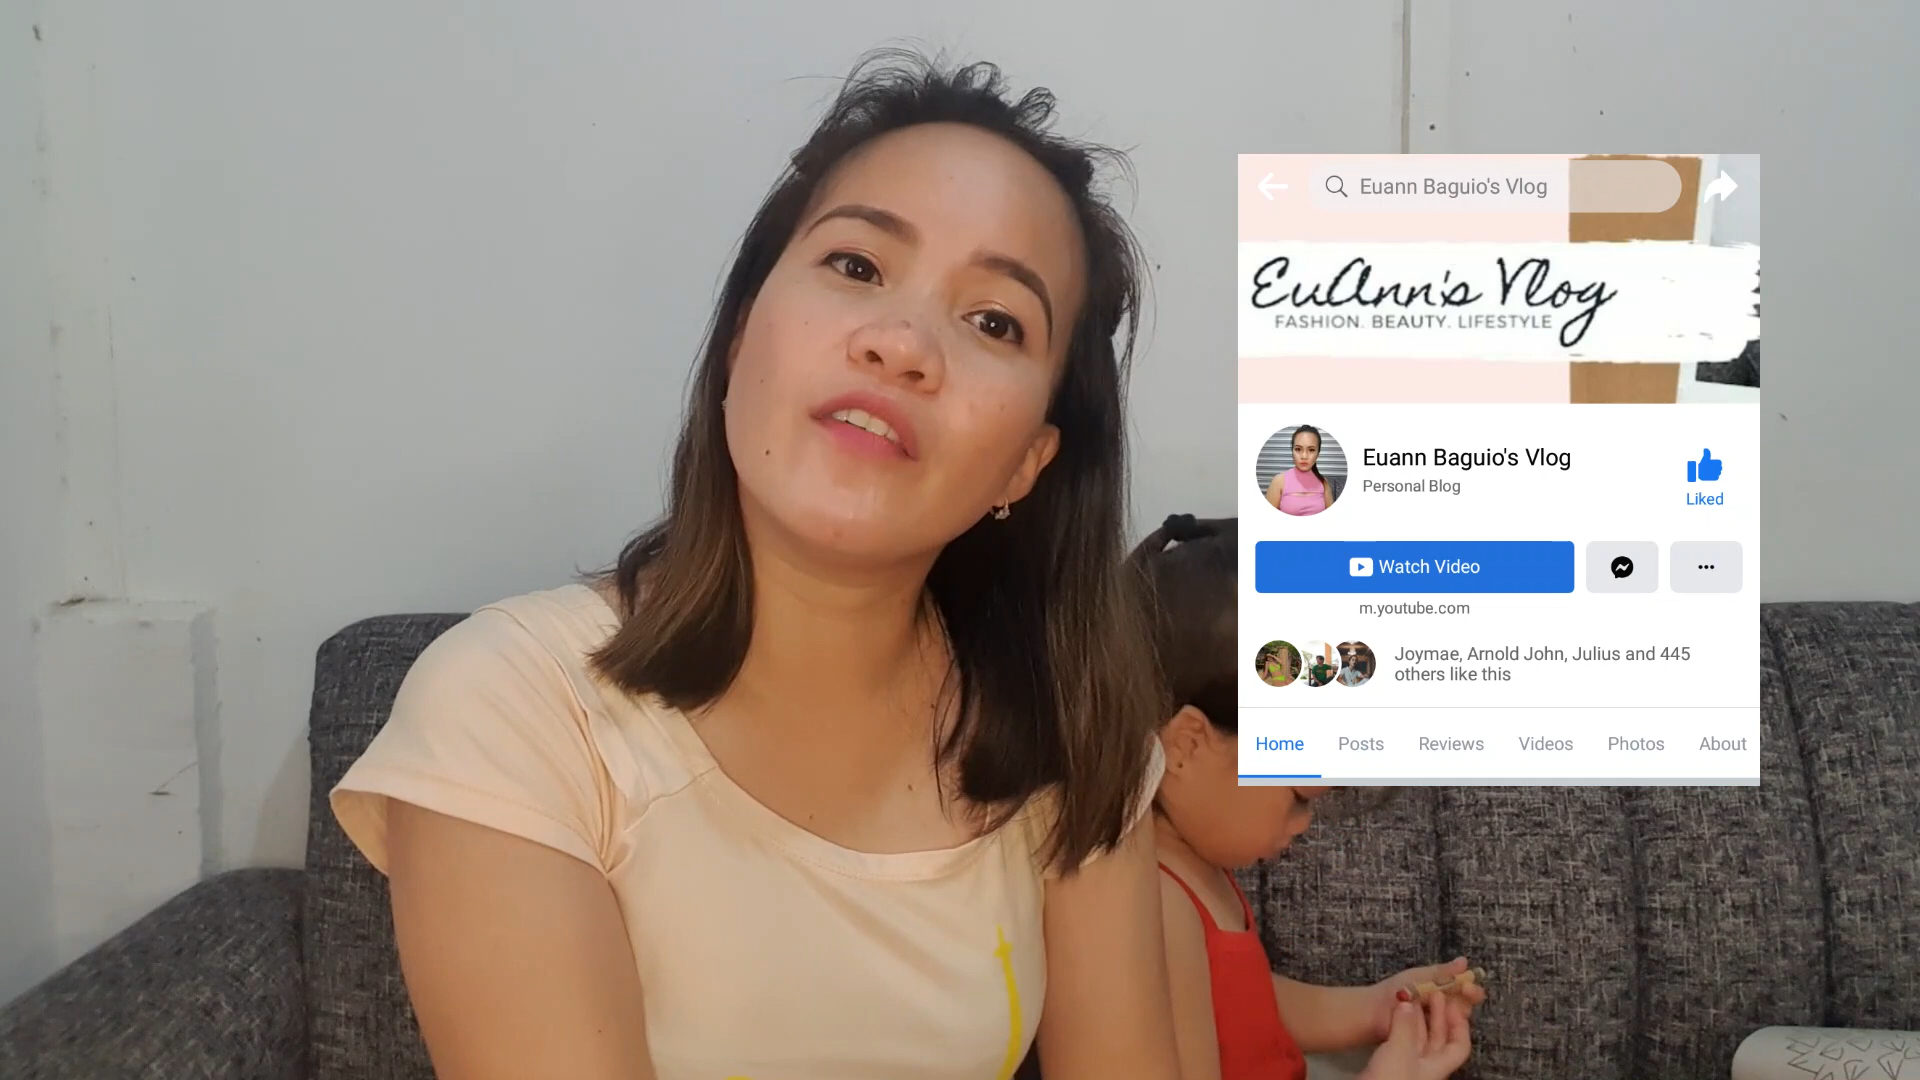 Euann Baguio's Vlog
EuAnn's Vlog
FASHION. BEAUTY. LIFESTYLE
Euann Baguio's Vlog
Personal Blog
Liked
Watch Video
m.youtube.com
Joymae, Arnold John, Julius and 445
others like this
Home Posts Reviews Videos Photos About